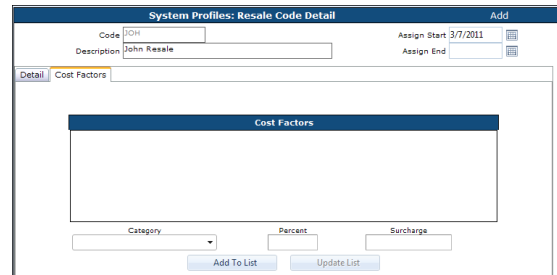 System Profiles: Resale Code Detail Add
Code JOH Assign Start 3/7/2011
Description John Resale Assign End
Detail Cost Factors
Cost Factors
Category Percent Surcharge
Add To List Update List